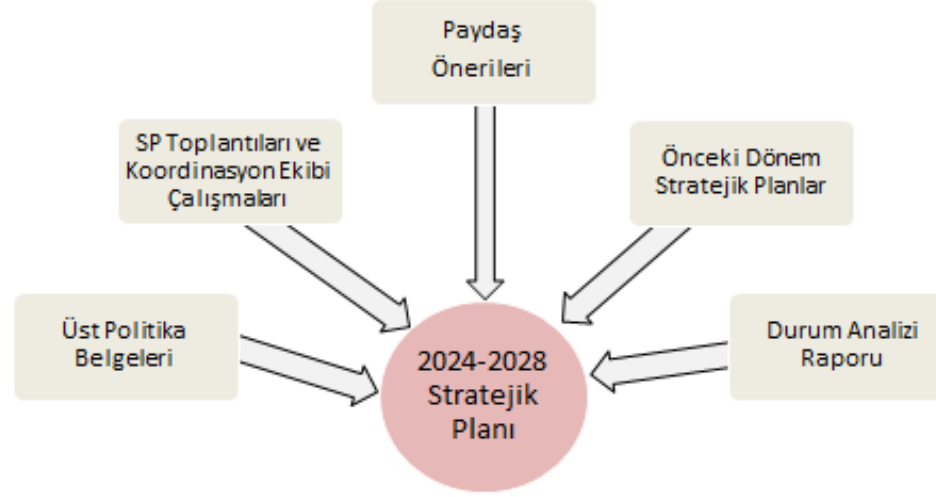 Paydaş
Önerileri
SP Toplantıları ve
Koordinasyon Ekibi
Çalışmaları
Önceki Dönem
Stratejik Planlar
Üst Politika
Belgeleri
2024-2028
Stratejik
Planı
Durum Analizi
Raporu